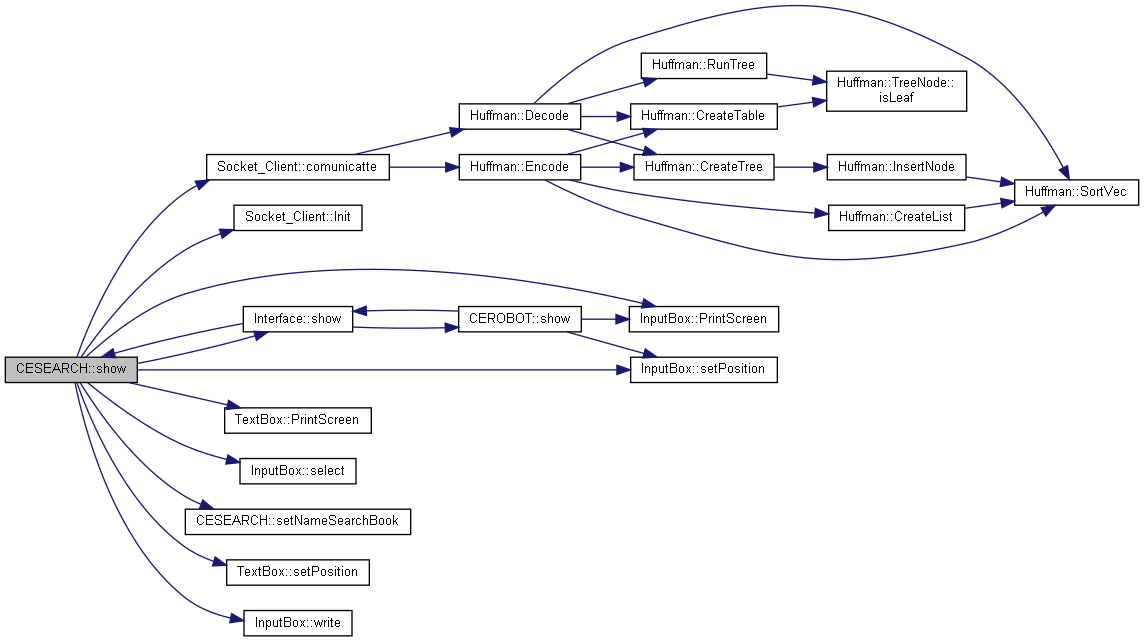 Huffman::RunTree
Huffman::TreeNode::
isLeaf
Huffman::Decode
Huffman::CreateTable
Socket_Client::comunicatte
Huffman::Encode
Huffman::CreateTree
Huffman::InsertNode
Huffman::SortVec
Socket_Client::Init
Huffman::CreateList
Interface::show
CEROBOT::show
InputBox::PrintScreen
CESEARCH::show
InputBox::setPosition
TextBox::PrintScreen
InputBox::select
CESEARCH::setNameSearchBook
TextBox::setPosition
InputBox::write